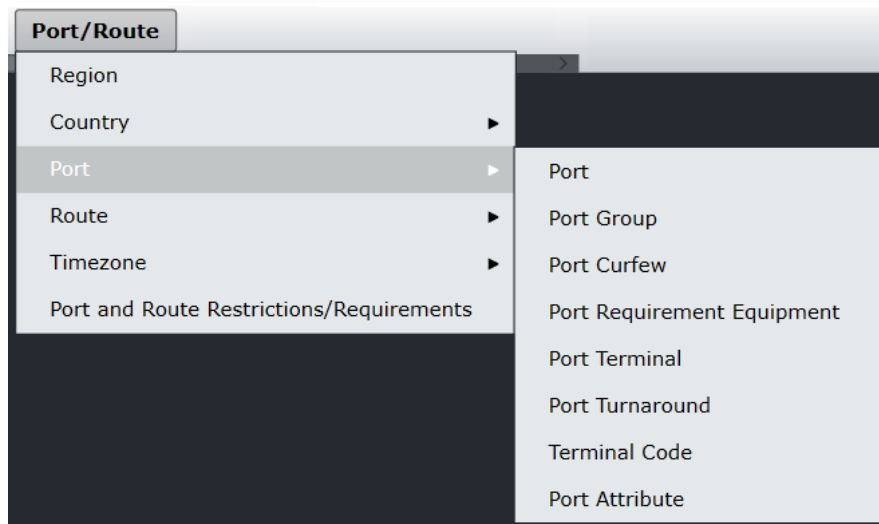 Port/Route
Region
Country
Port
Route
Timezone
Port and Route Restrictions/Requirements
Port
Port Group
Port Curfew
Port Requirement Equipment
Port Terminal
Port Turnaround
Terminal Code
Port Attribute